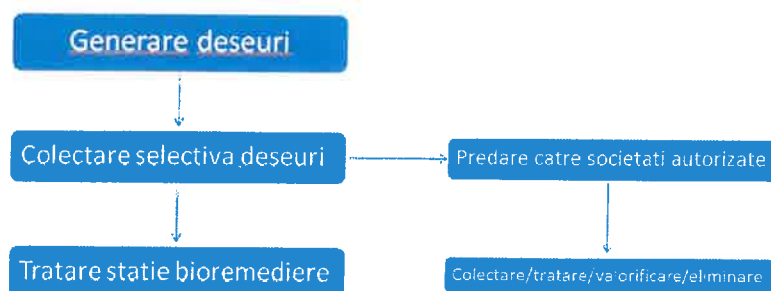 Generare deseuri
Colectare selectiva deseuri
Predare catre societati autorizate
Tratare statie bioremediere
Colectare/tratare/valorificare/eliminare